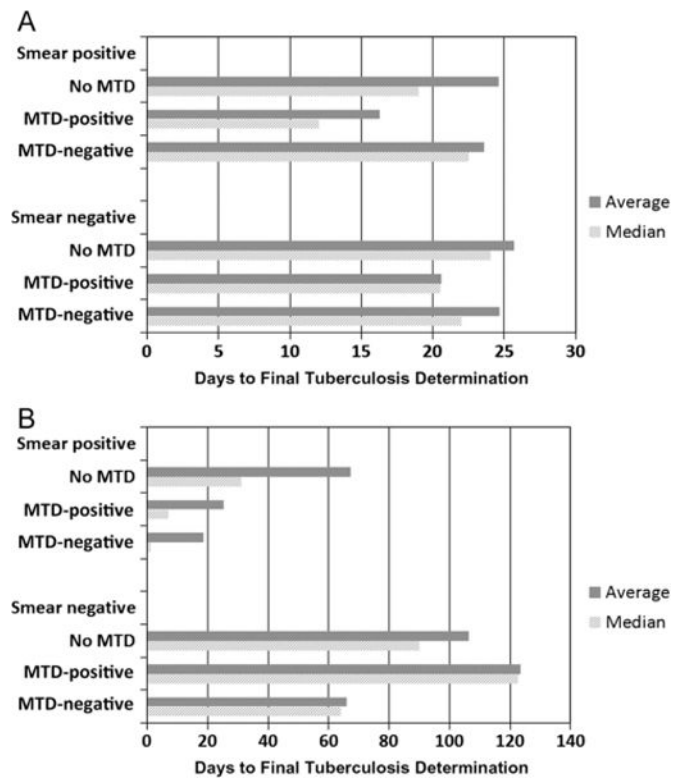 A
Smear positive
No MTD
MTD-positive
MTD-negative
Smear negative
No MTD
MTD-positive
MTD-negative
Average
Median
0 5 10 15 20 25 30
Days to Final Tuberculosis Determination
B
Smear positive
No MTD
MTD-positive
MTD-negative
Smear negative
No MTD
MTD-positive
MTD-negative
Average
Median
0 20 40 60 80 100 120 140
Days to Final Tuberculosis Determination